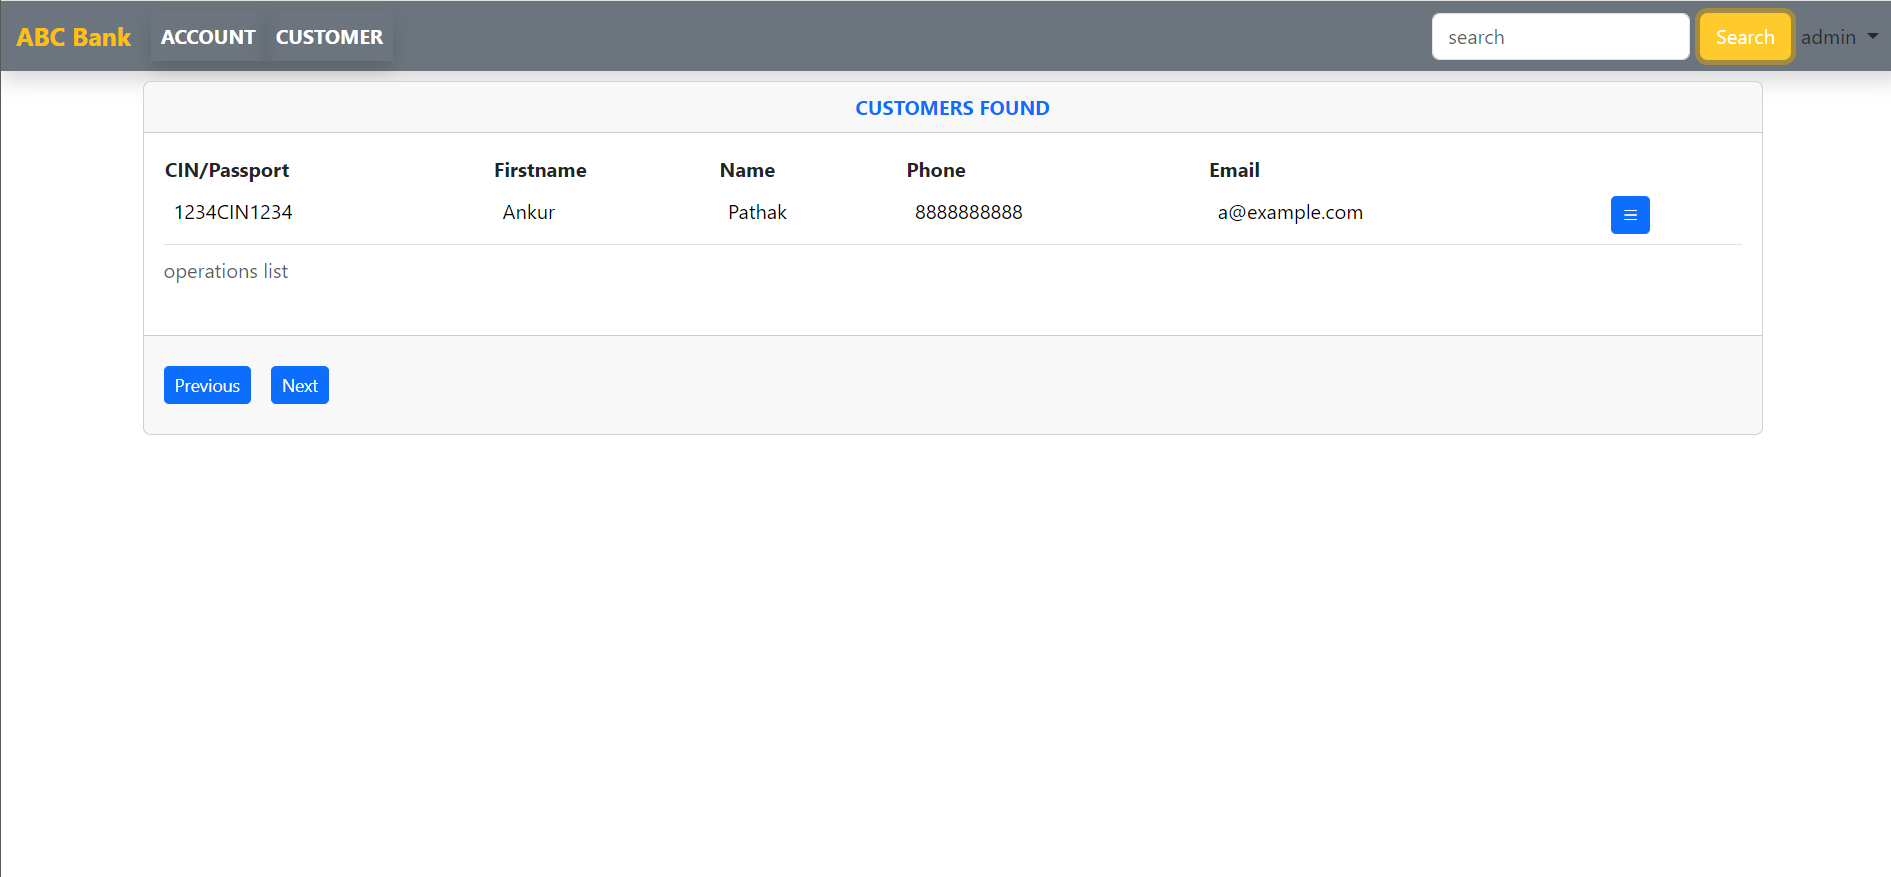 ABC Bank ACCOUNT CUSTOMER search Search admin
CUSTOMERS FOUND
CIN/Passport Firstname Name Phone Email
1234CIN1234 Ankur Pathak 8888888888 a@example.com
operations list
Previous Next